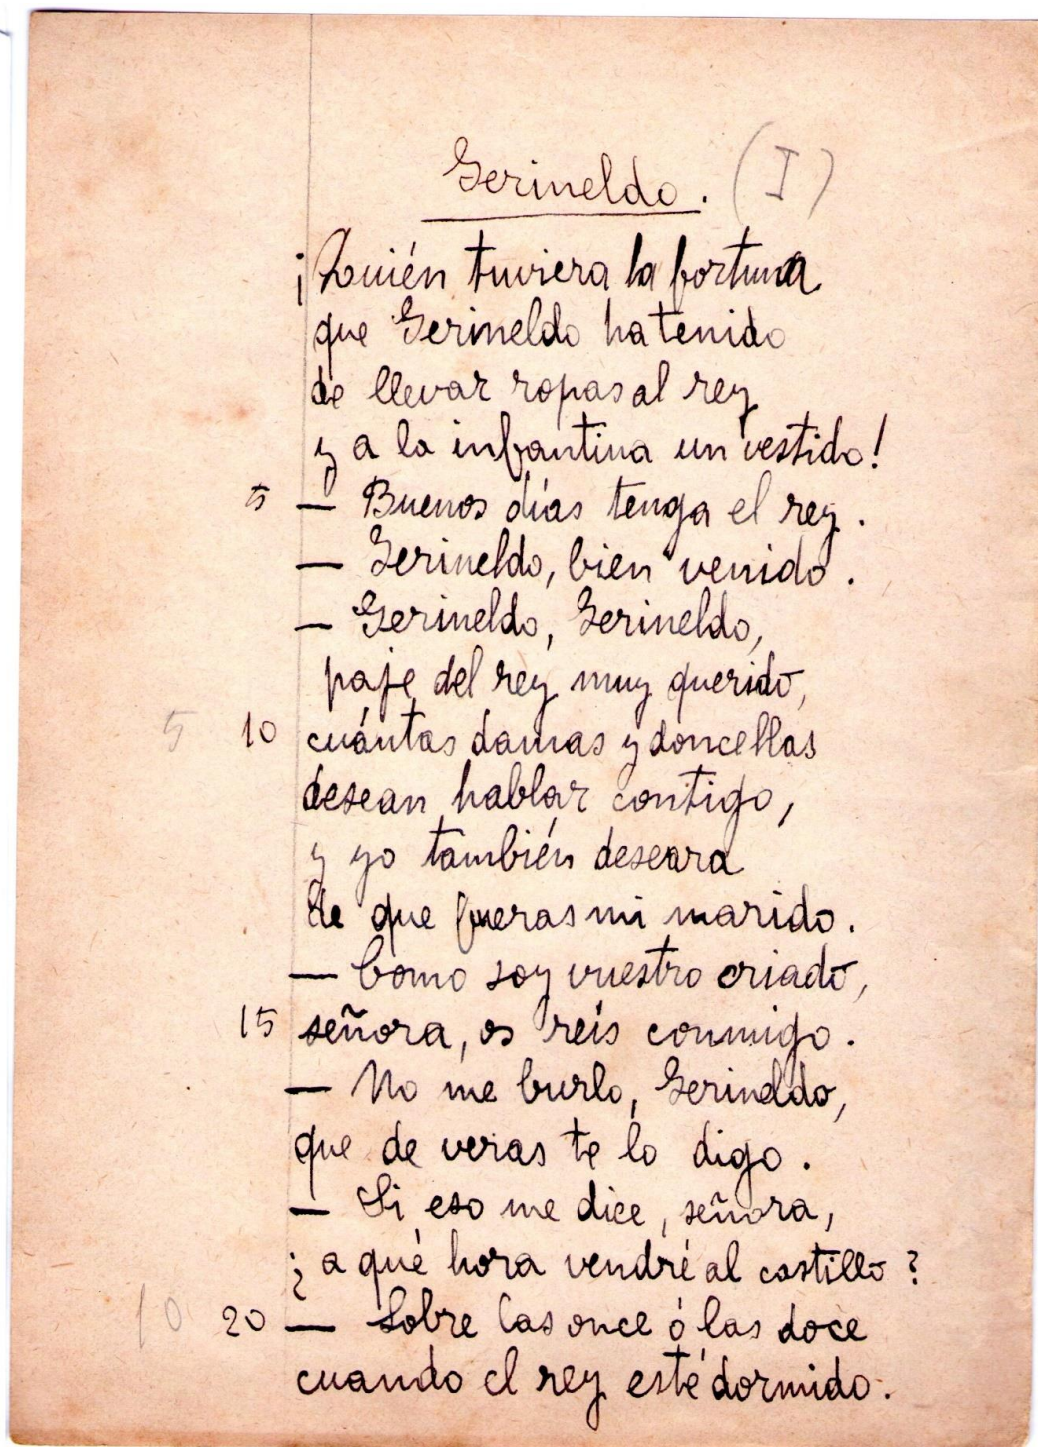 Gerineldo. (I)
¡Quién tuviera la fortuna
que Gerineldo ha tenido
de llevar ropas al rey
y a la infantina un vestido!
5 — Buenos días tenga el rey.
— Gerineldo, bien venido.
— Gerineldo, Gerineldo,
paje del rey muy querido,
5 10 cuántas damas y doncellas
desean hablar contigo,
y yo también deseara
de que fueras mi marido.
— Como soy vuestro criado,
15 señora, os reís conmigo.
— No me burlo, Gerineldo,
que de veras te lo digo.
— Si eso me dice, señora,
¿a qué hora vendré al castillo?
10 20 — Sobre las once ó las doce
cuando el rey esté dormido.